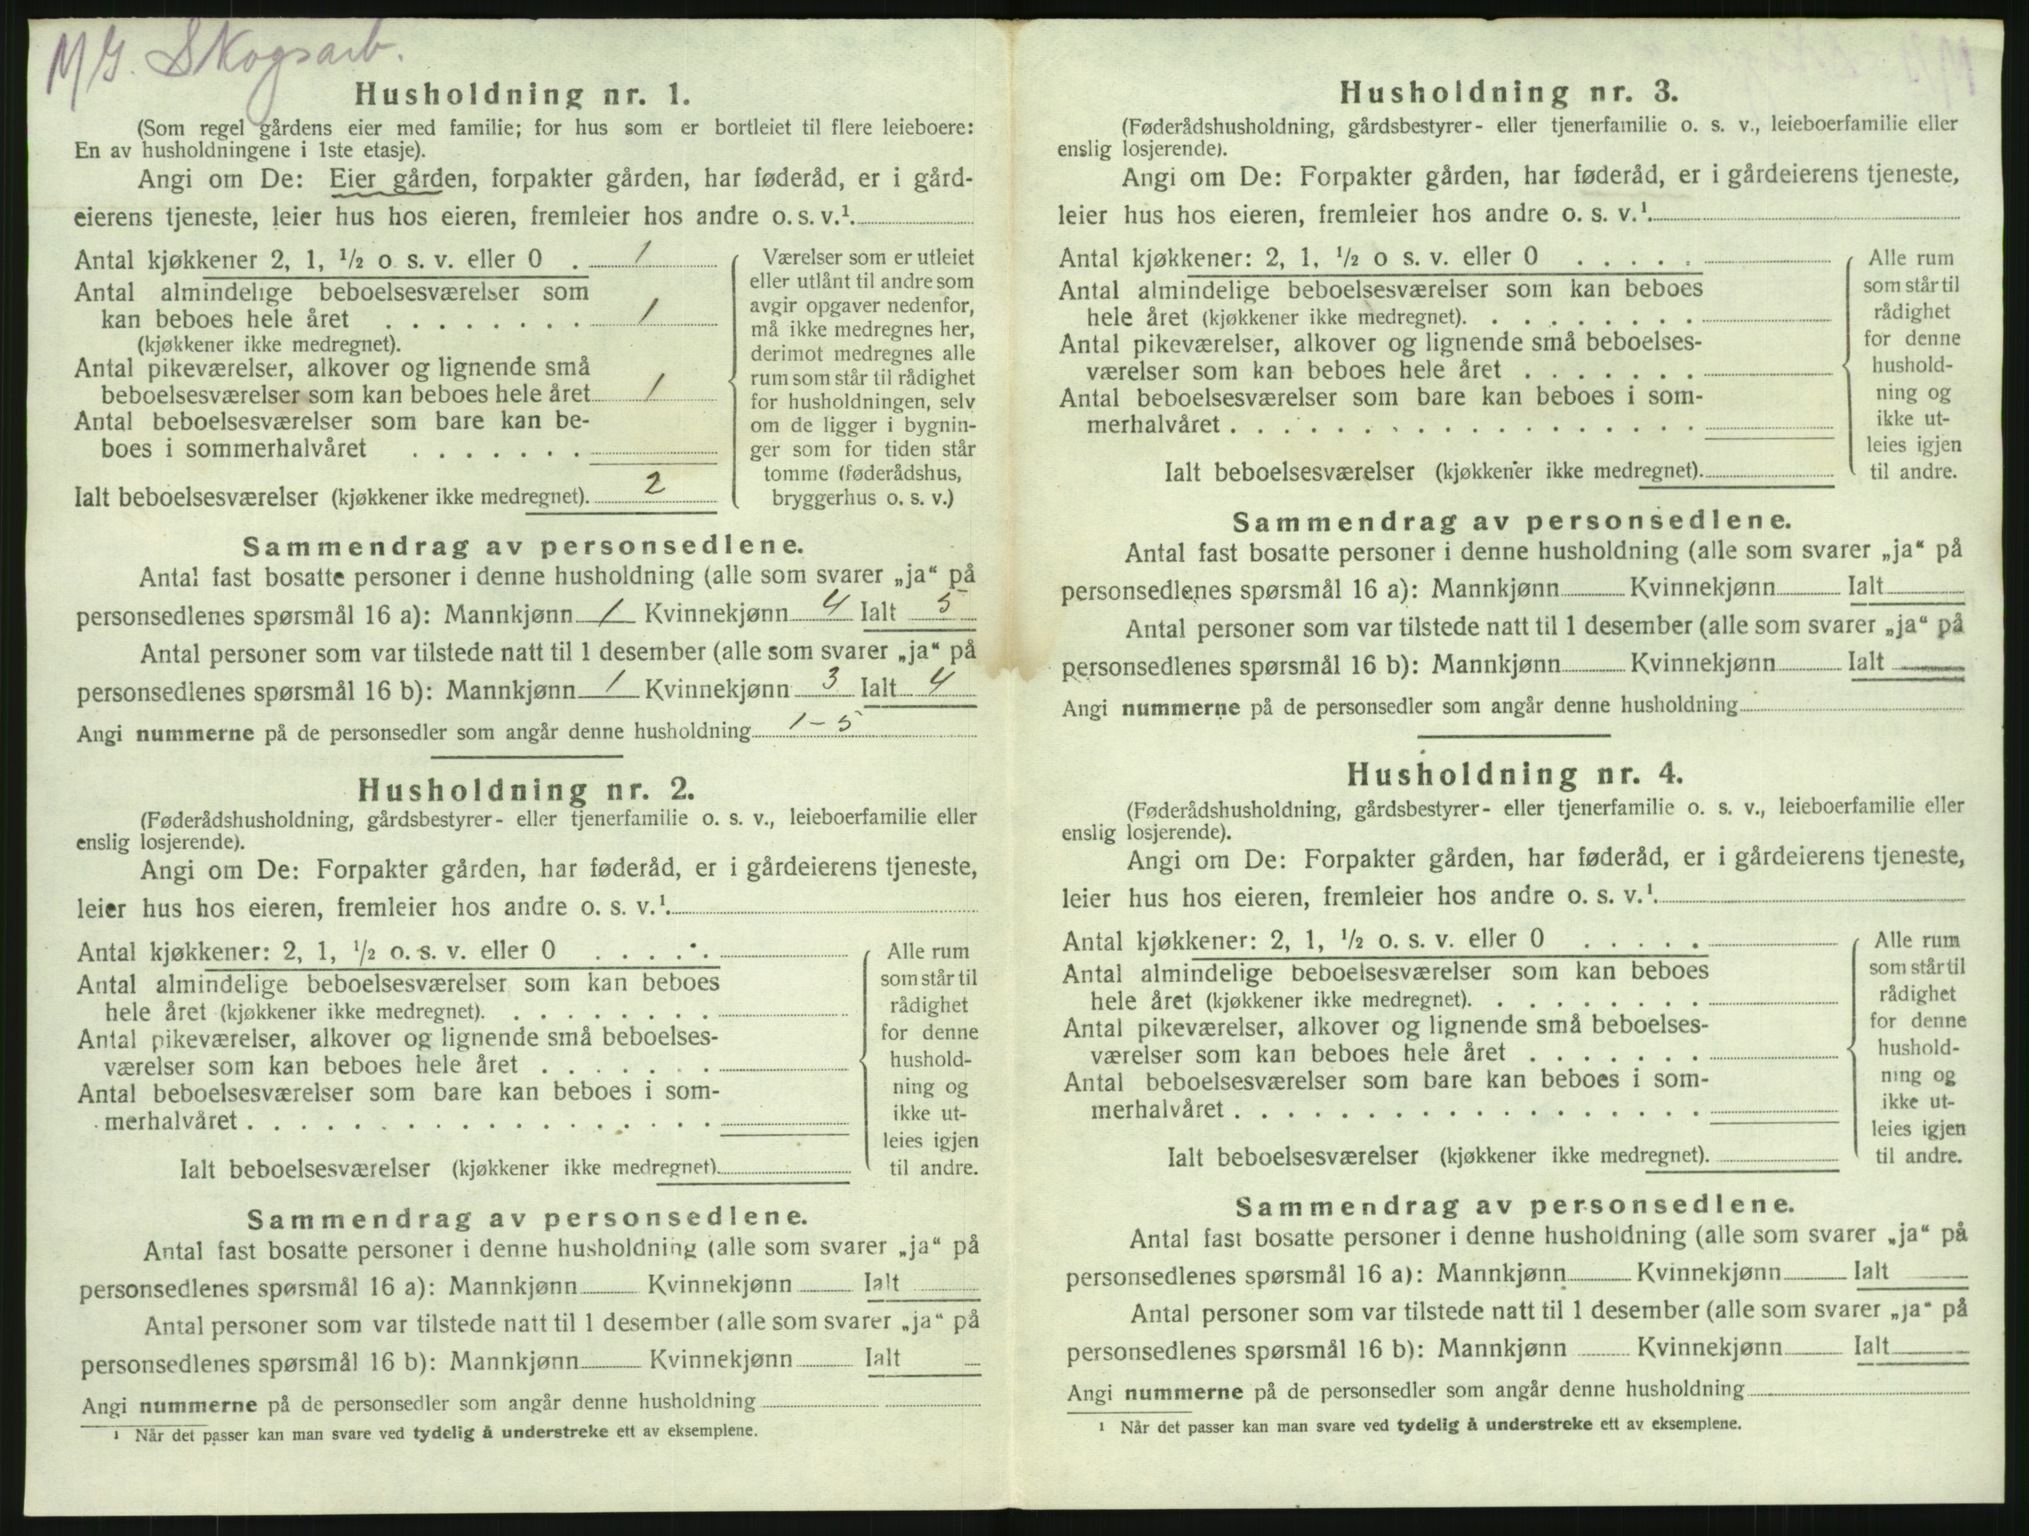 MG. Skogsarb.
Husholdning nr. 1.
(Som regel gårdens eier med familie; for hus som er bortleiet til flere leieboere:
En av husholdningene i 1ste etasje).
Angi om De: Eier gården, forpakter gården, har føderåd, er i gård-
eierens tjeneste, leier hus hos eieren, fremleier hos andre o. s. v.¹.
Antal kjøkkener 2, 1, ½ o s. v. eller 0 . 1
Antal almindelige beboelsesværelser som
kan beboes hele året . . . . . . . . 1
(kjøkkener ikke medregnet).
Antal pikeværelser, alkover og lignende små
beboelsesværelser som kan beboes hele året 1
Antal beboelsesværelser som bare kan be-
boes i sommerhalvåret . . . . . . .
Ialt beboelsesværelser (kjøkkener ikke medregnet). 2
Værelser som er utleiet
eller utlånt til andre som
avgir opgaver nedenfor,
må ikke medregnes her,
derimot medregnes alle
rum som står til rådighet
for husholdningen, selv
om de ligger i bygnin-
ger som for tiden står
tomme (føderådshus,
bryggerhus o. s. v.)
Sammendrag av personsedlene.
Antal fast bosatte personer i denne husholdning (alle som svarer „ja“ på
personsedlenes spørsmål 16 a): Mannkjønn 1 Kvinnekjønn 4 Ialt 5
Antal personer som var tilstede natt til 1 desember (alle som svarer „ja“ på
personsedlenes spørsmål 16 b): Mannkjønn 1 Kvinnekjønn 3 Ialt 4
Angi nummerne på de personsedler som angår denne husholdning 1-5
Husholdning nr. 2.
(Føderådshusholdning, gårdsbestyrer- eller tjenerfamilie o. s. v., leieboerfamilie eller
enslig losjerende).
Angi om De: Forpakter gården, har føderåd, er i gårdeierens tjeneste,
leier hus hos eieren, fremleier hos andre o. s. v.¹.
Antal kjøkkener: 2, 1, ½ o. s. v. eller 0 . . . . .
Antal almindelige beboelsesværelser som kan beboes
hele året (kjøkkener ikke medregnet). . . . . . . . .
Antal pikeværelser, alkover og lignende små beboelses-
værelser som kan beboes hele året . . . . . . .
Antal beboelsesværelser som bare kan beboes i som-
merhalvåret . . . . . . . . . . . . . . . . . .
Ialt beboelsesværelser (kjøkkener ikke medregnet).
Alle rum
som står til
rådighet
for denne
hushold-
ning og
ikke ut-
leies igjen
til andre.
Sammendrag av personsedlene.
Antal fast bosatte personer i denne husholdning (alle som svarer „ja“ på
personsedlenes spørsmål 16 a): Mannkjønn Kvinnekjønn Ialt
Antal personer som var tilstede natt til 1 desember (alle som svarer „ja“ på
personsedlenes spørsmål 16 b): Mannkjønn Kvinnekjønn Ialt
Angi nummerne på de personsedler som angår denne husholdning
¹ Når det passer kan man svare ved tydelig å understreke ett av eksemplene.
Husholdning nr. 3.
(Føderådshusholdning, gårdsbestyrer- eller tjenerfamilie o. s. v., leieboerfamilie eller
enslig losjerende).
Angi om De: Forpakter gården, har føderåd, er i gårdeierens tjeneste,
leier hus hos eieren, fremleier hos andre o. s. v.¹.
Antal kjøkkener: 2, 1, ½ o s. v. eller 0 . . . . .
Antal almindelige beboelsesværelser som kan beboes
hele året (kjøkkener ikke medregnet). . . . . . . . .
Antal pikeværelser, alkover og lignende små beboelses-
værelser som kan beboes hele året . . . . . . .
Antal beboelsesværelser som bare kan beboes i som-
merhalvåret . . . . . . . . . . . . . . . . . .
Ialt beboelsesværelser (kjøkkener ikke medregnet).
Alle rum
som står til
rådighet
for denne
hushold-
ning og
ikke ut-
leies igjen
til andre.
Sammendrag av personsedlene.
Antal fast bosatte personer i denne husholdning (alle som svarer „ja“ på
personsedlenes spørsmål 16 a): Mannkjønn Kvinnekjønn Ialt
Antal personer som var tilstede natt til 1 desember (alle som svarer „ja“ på
personsedlenes spørsmål 16 b): Mannkjønn Kvinnekjønn Ialt
Angi nummerne på de personsedler som angår denne husholdning
Husholdning nr. 4.
(Føderådshusholdning, gårdsbestyrer- eller tjenerfamilie o. s. v., leieboerfamilie eller
enslig losjerende).
Angi om De: Forpakter gården, har føderåd, er i gårdeierens tjeneste,
leier hus hos eieren, fremleier hos andre o. s. v.¹.
Antal kjøkkener: 2, 1, ½ o. s. v. eller 0 . . . . .
Antal almindelige beboelsesværelser som kan beboes
hele året (kjøkkener ikke medregnet). . . . . . . . .
Antal pikeværelser, alkover og lignende små beboelses-
værelser som kan beboes hele året . . . . . . .
Antal beboelsesværelser som bare kan beboes i som-
merhalvåret . . . . . . . . . . . . . . . . . .
Ialt beboelsesværelser (kjøkkener ikke medregnet).
Alle rum
som står til
rådighet
for denne
hushold-
ning og
ikke ut-
leies igjen
til andre.
Sammendrag av personsedlene.
Antal fast bosatte personer i denne husholdning (alle som svarer „ja“ på
personsedlenes spørsmål 16 a): Mannkjønn Kvinnekjønn Ialt
Antal personer som var tilstede natt til 1 desember (alle som svarer „ja“ på
personsedlenes spørsmål 16 b): Mannkjønn Kvinnekjønn Ialt
Angi nummerne på de personsedler som angår denne husholdning
¹ Når det passer kan man svare ved tydelig å understreke ett av eksemplene.